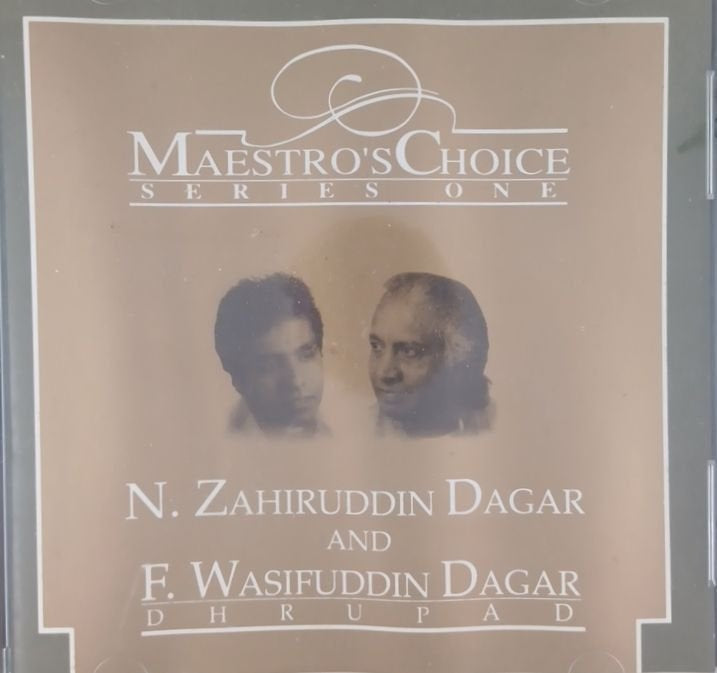 MAESTRO'S CHOICE
SERIES ONE
N. ZAHIRUDDIN DAGAR
AND
F. WASIFUDDIN DAGAR
DHRUPAD